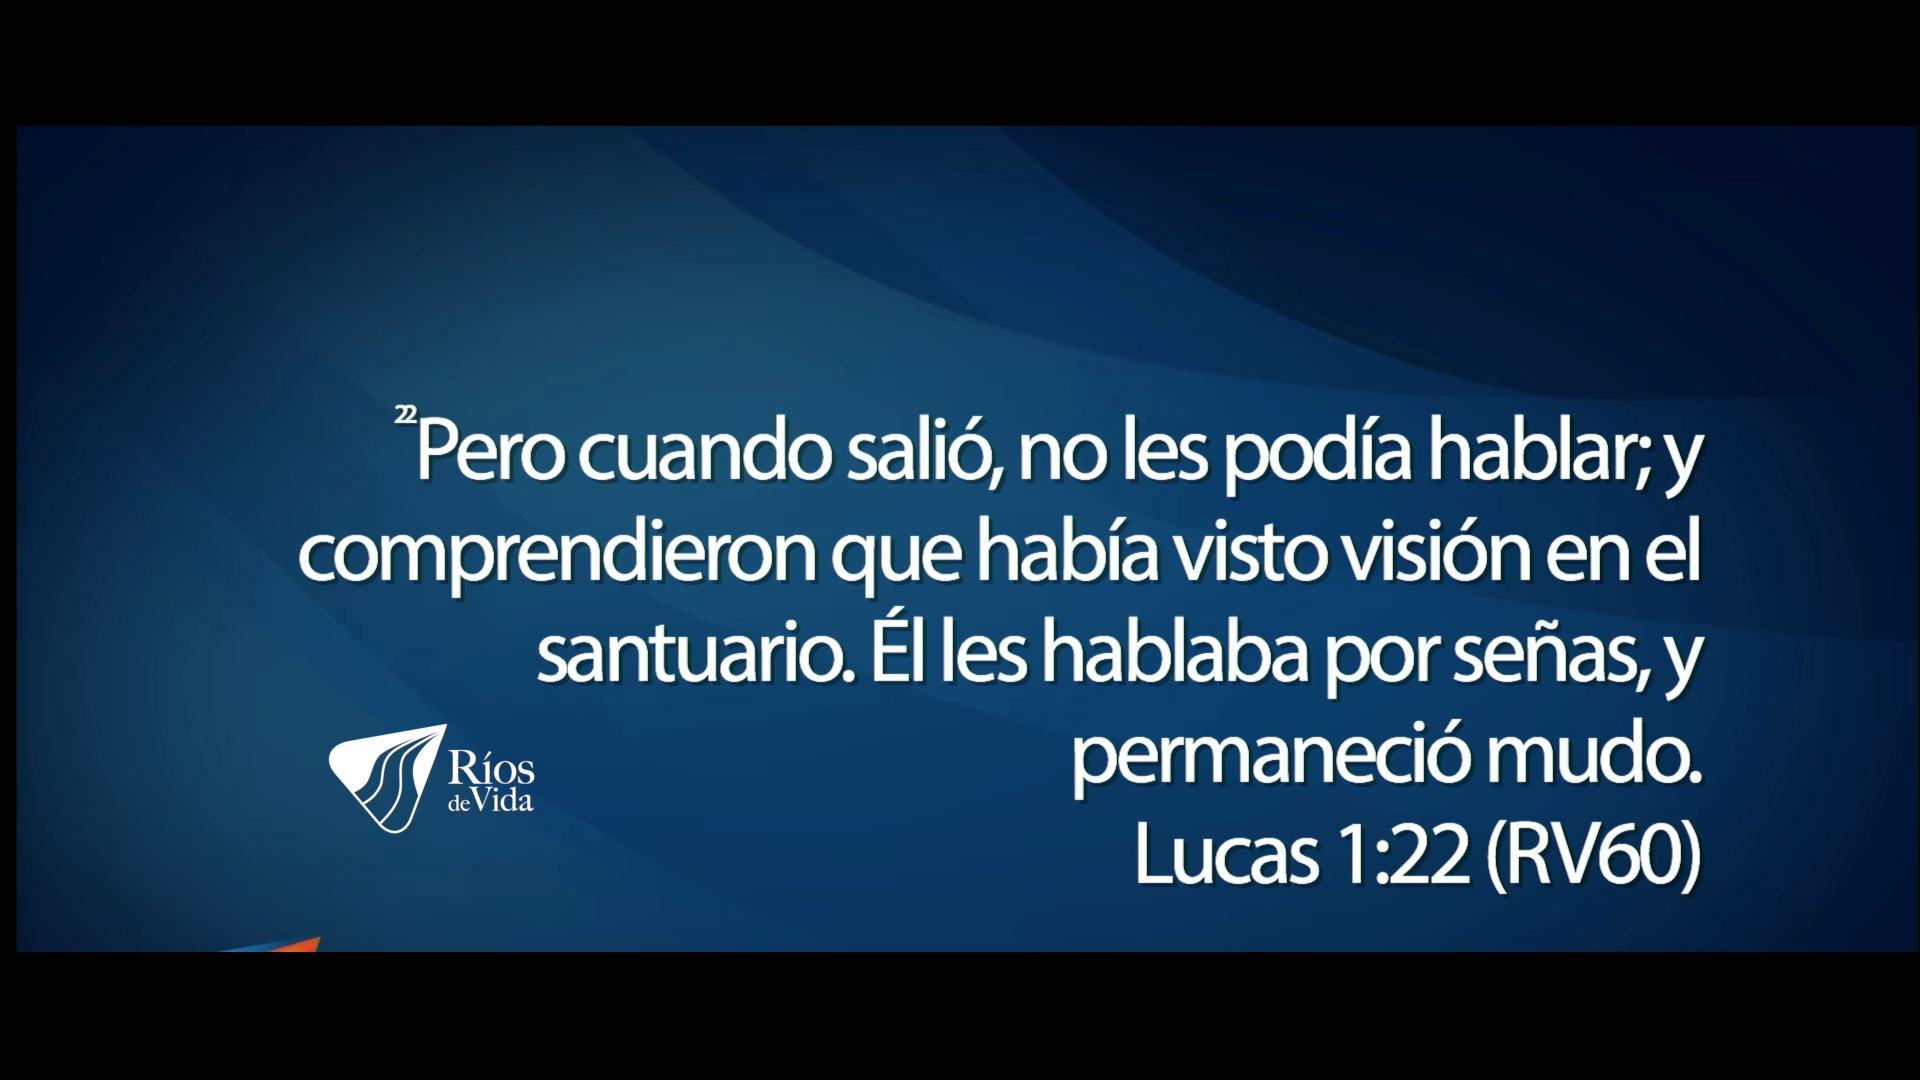 22Pero cuando salió, no les podía hablar; y
comprendieron que había visto visión en el
santuario. Él les hablaba por señas, y
permaneció mudo.
Lucas 1:22 (RV60)
Ríos
de Vida